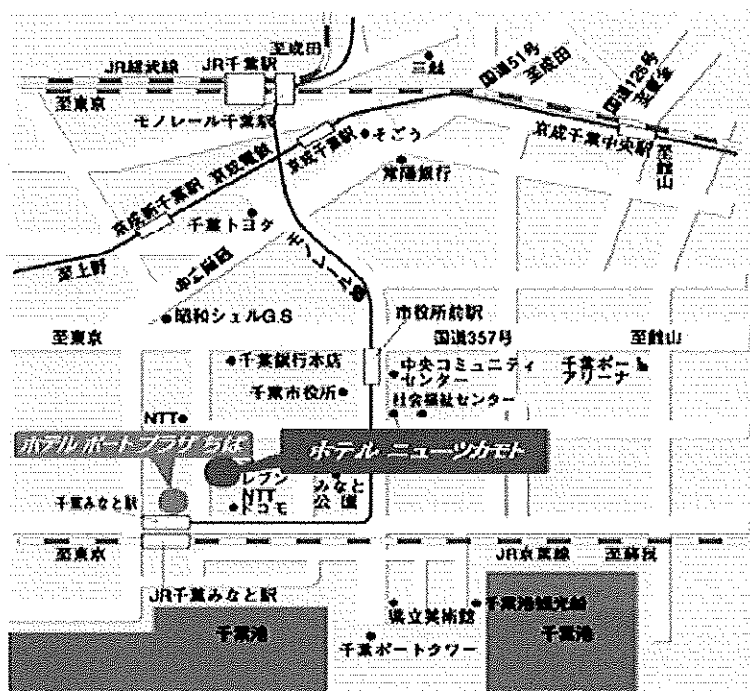 至成田
JR総武線
JR千葉駅
三越
国道51号
至成田
国道126号
至東金
至東京
モノレール千葉駅
京成千葉駅
そごう
京成千葉中央駅
至館山
常陽銀行
京成新千葉駅
京成電鉄
千葉トヨタ
モノレール線
至上野
昭和シェルG.S
市役所前駅
至東京
国道357号
至館山
千葉銀行本店
中央コミュニティ
センター
千葉ポート
アリーナ
千葉市役所
社会福祉センター
NTT
ホテル ポートプラザ ちば
ホテル ニューツカモト
レブン
みなと
公園
千葉みなと駅
NTT
ドコモ
至東京
JR京葉線
至蘇我
JR千葉みなと駅
県立美術館
千葉港観光船
千葉港
千葉ポートタワー
千葉港